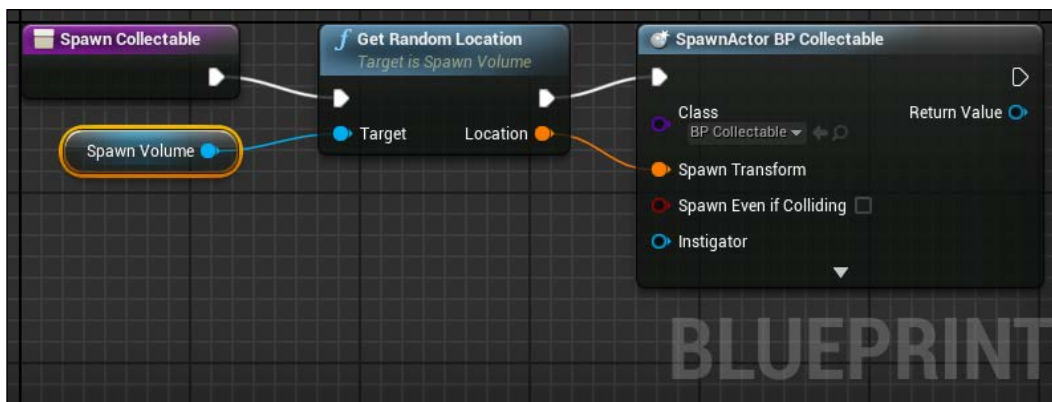 Spawn Collectable
Spawn Volume
f Get Random Location
Target is Spawn Volume
Target
Location
SpawnActor BP Collectable
Class
BP Collectable
Return Value
Spawn Transform
Spawn Even if Colliding
Instigator
BLUEPRINT